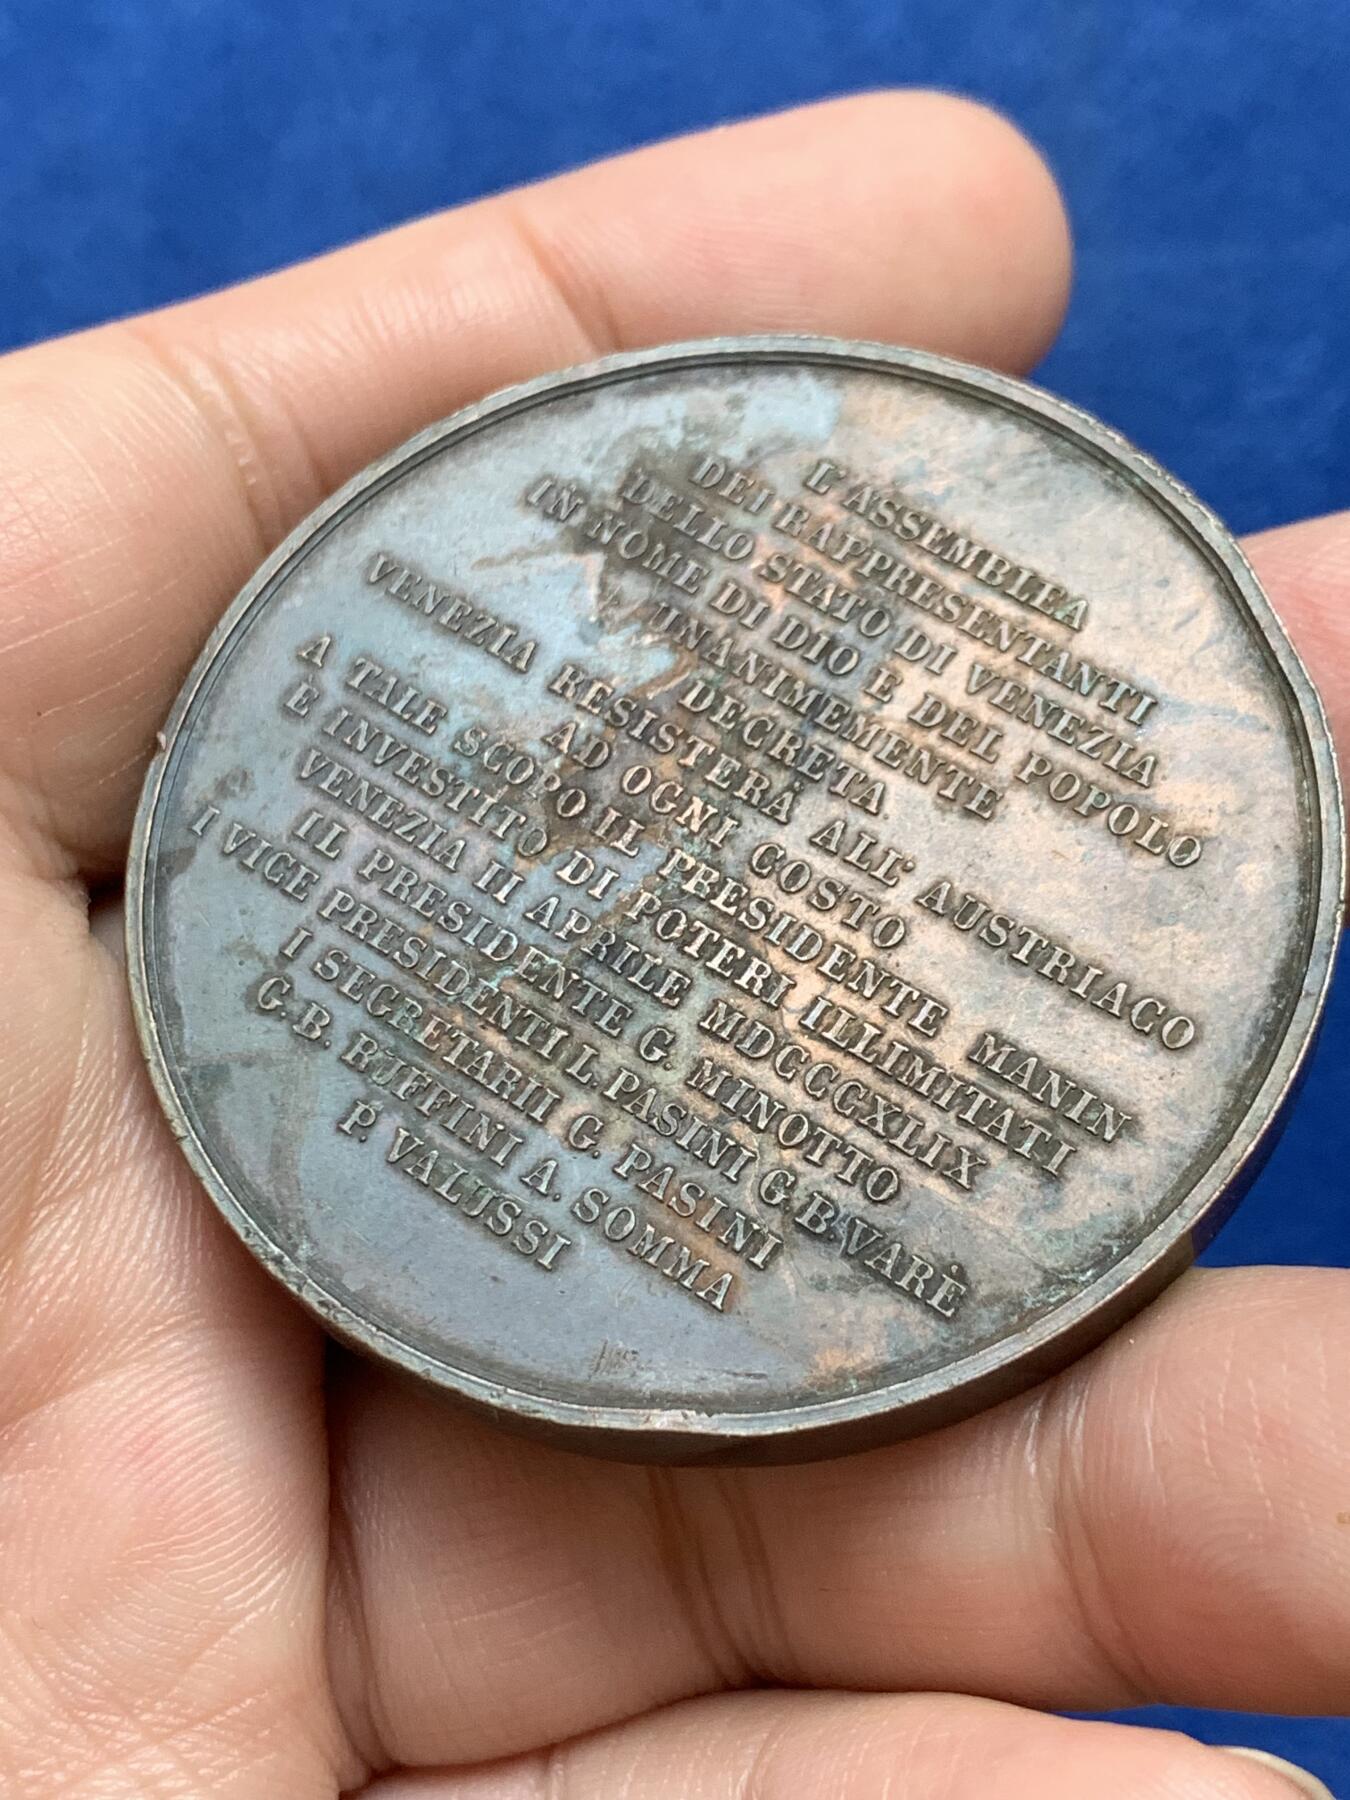 L'ASSEMBLEA
DEI RAPPRESENTANTI
DELLO STATO DI VENEZIA
IN NOME DI DIO E DEL POPOLO
UNANIMEMENTE
DECRETA
VENEZIA RESISTERÀ ALL' AUSTRIACO
AD OGNI COSTO
A TALE SCOPO IL PRESIDENTE MANIN
È INVESTITO DI POTERI ILLIMITATI
VENEZIA II APRILE MDCCCXLIX
IL PRESIDENTE G. MINOTTO
I VICE PRESIDENTI L. PASINI G.B. VARÈ
I SEGRETARII G. PASINI
G. B. RUFFINI A. SOMMA
P. VALUSSI